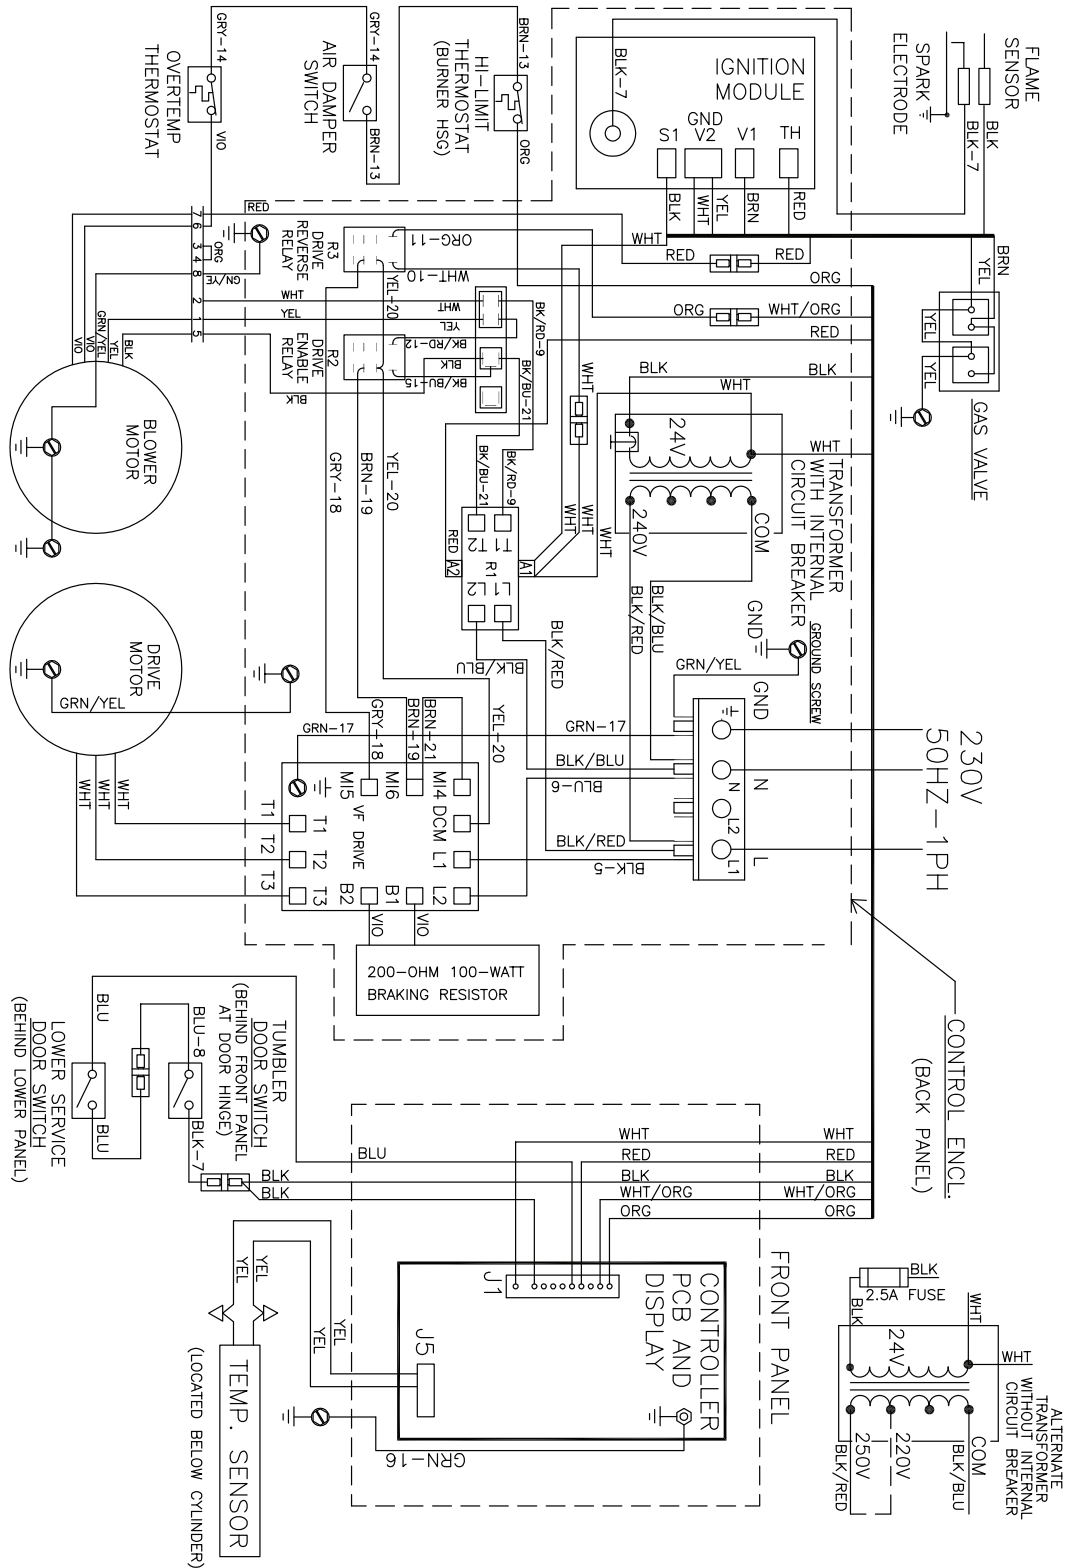 FLAME
SENSOR
SPARK
ELECTRODE
BLK
BLK-7
IGNITION
MODULE
BLK-7
GND
S1
V2
V1
TH
BLK
WHT
YEL
BRN
RED
BRN
YEL
YEL
YEL
GAS VALVE
HI-LIMIT
THERMOSTAT
(BURNER HSG)
BRN-13
ORG
AIR DAMPER
SWITCH
GRY-14
BRN-13
OVERTEMP
THERMOSTAT
GRY-14
VIO
RED
7
6
3
4
8
2
1
5
ORG
GN/YE
WHT
YEL
BLK
VIO
VIO
GRN/YEL
YEL
BLK
BLOWER
MOTOR
R3
DRIVE
REVERSE
RELAY
ORG-11
WHT-10
YEL-20
R2
DRIVE
ENABLE
RELAY
BK/RD-12
BK/BU-15
WHT
YEL
BLK
BK/RD-9
BK/BU-21
WHT
RED
RED
ORG
ORG
WHT/ORG
RED
WHT
BLK
BLK
WHT
WHT
24V
240V
COM
TRANSFORMER
WITH INTERNAL
CIRCUIT BREAKER
GRY-18
BRN-19
YEL-20
BK/BU-21
BK/RD-9
T2
T1
R1
L2
L1
A2
A1
RED
WHT
WHT
WHT
BLK/RED
BLK/BLU
BLK/RED
BLK/BLU
GND
GROUND SCREW
GRN/YEL
GND
N
L
N
L2
L1
230V
50HZ-1PH
GRN-17
GRN-17
BLK/BLU
BLU-6
BLK/RED
BLK-5
DRIVE
MOTOR
GRN/YEL
WHT
WHT
WHT
T1
T2
T3
GRY-18
BRN-19
BRN-21
YEL-20
MI5
MI6
MI4
DCM
VF DRIVE
T1
T2
T3
L1
L2
B2
B1
VIO
VIO
200-OHM 100-WATT
BRAKING RESISTOR
CONTROL ENCL.
(BACK PANEL)
TUMBLER
DOOR SWITCH
(BEHIND FRONT PANEL
AT DOOR HINGE)
BLU-8
BLK-7
LOWER SERVICE
DOOR SWITCH
(BEHIND LOWER PANEL)
BLU
BLU
BLU
BLK
BLK
WHT
RED
BLK
WHT/ORG
ORG
WHT
RED
BLK
WHT/ORG
ORG
FRONT PANEL
CONTROLLER
PCB AND
DISPLAY
J1
J5
GRN-16
YEL
YEL
YEL
YEL
TEMP. SENSOR
(LOCATED BELOW CYLINDER)
BLK
2.5A FUSE
BLK
WHT
WHT
24V
250V
220V
COM
BLK/RED
BLK/BLU
ALTERNATE
TRANSFORMER
WITHOUT INTERNAL
CIRCUIT BREAKER